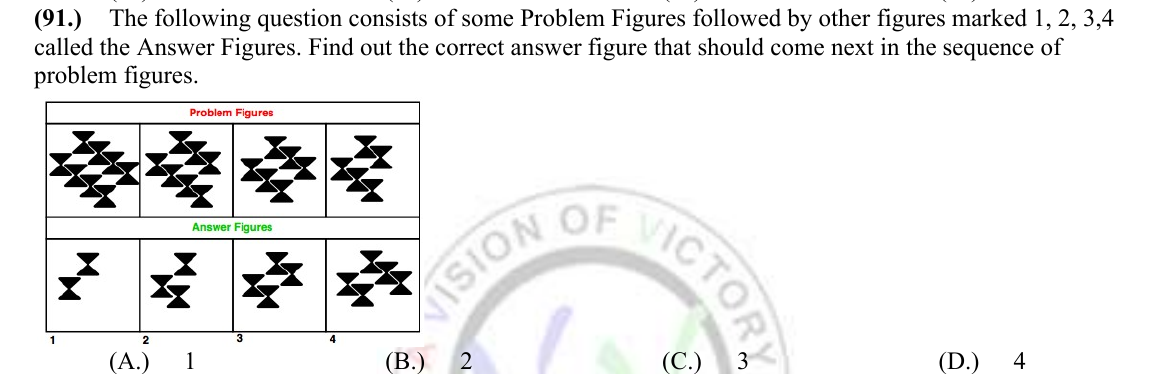 (91.) The following question consists of some Problem Figures followed by other figures marked 1, 2, 3,4
called the Answer Figures. Find out the correct answer figure that should come next in the sequence of
problem figures.
Problem Figures
Answer Figures
1 2 3 4
(A.) 1 (B.) 2 (C.) 3 (D.) 4
VISION OF VICTORY